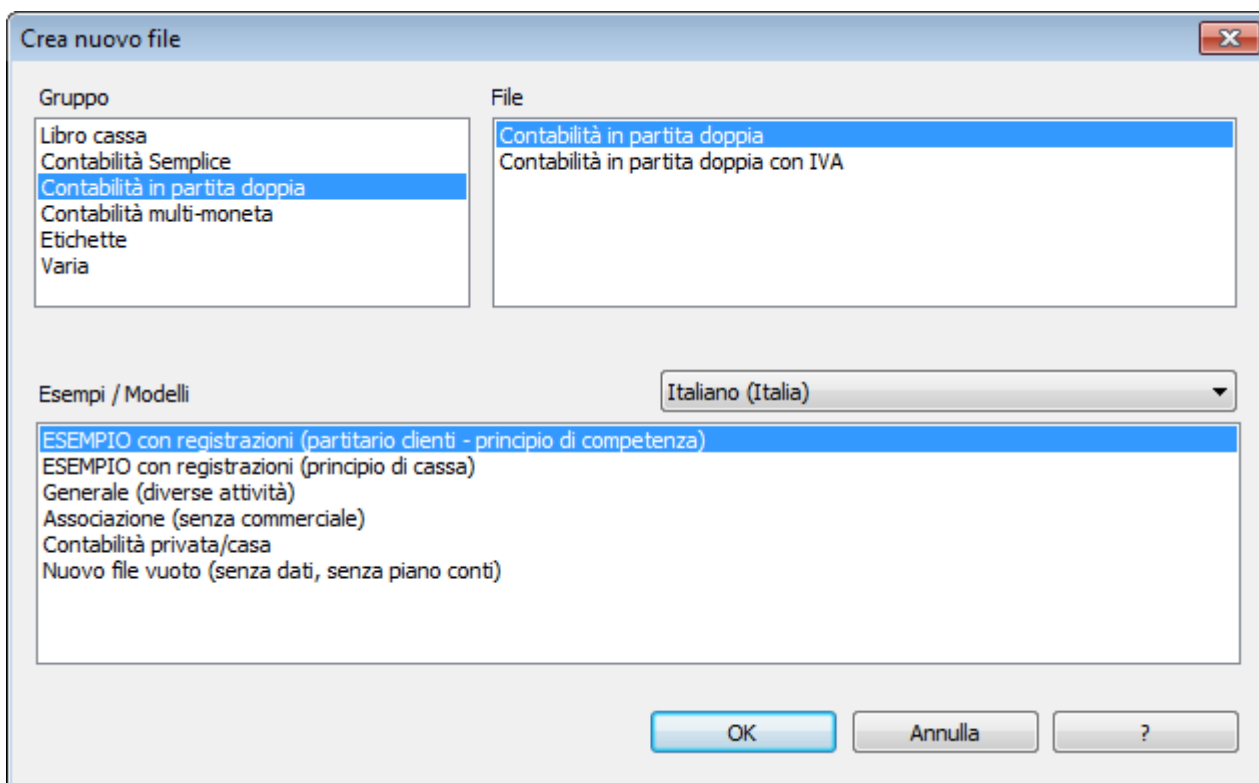 Crea nuovo file
Gruppo
File
Libro cassa
Contabilità Semplice
Contabilità in partita doppia
Contabilità multi-moneta
Etichette
Varia
Contabilità in partita doppia
Contabilità in partita doppia con IVA
Esempi / Modelli
Italiano (Italia)
ESEMPIO con registrazioni (partitario clienti - principio di competenza)
ESEMPIO con registrazioni (principio di cassa)
Generale (diverse attività)
Associazione (senza commerciale)
Contabilità privata/casa
Nuovo file vuoto (senza dati, senza piano conti)
OK
Annulla
?